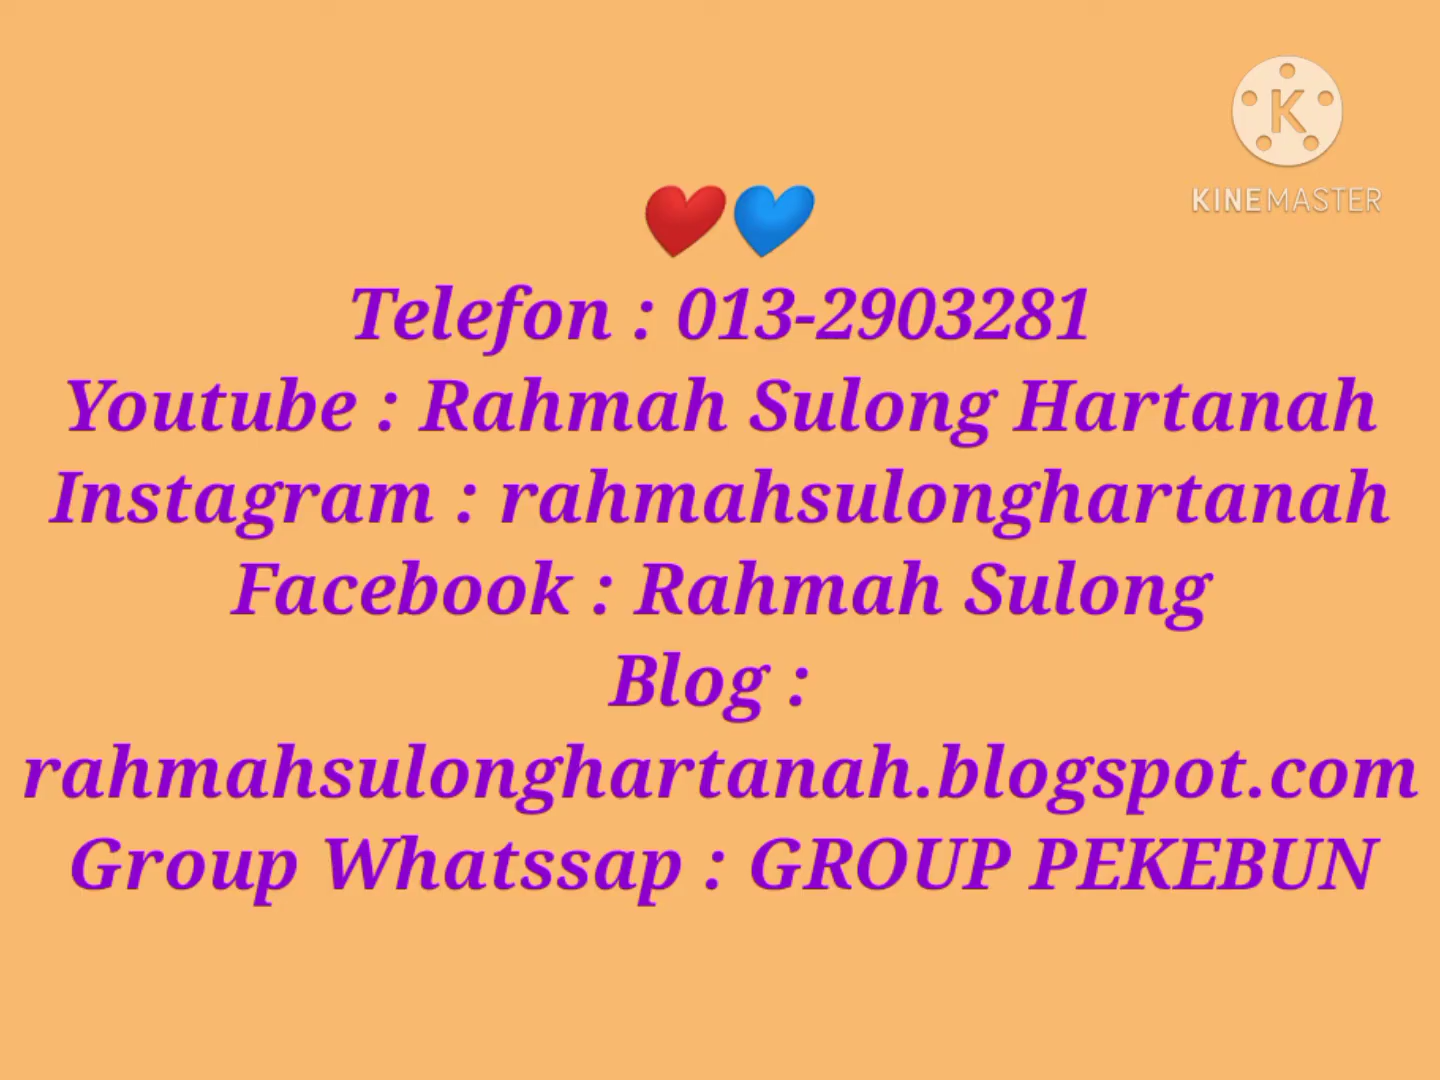 K
KINEMASTER
❤️💙
Telefon : 013-2903281
Youtube : Rahmah Sulong Hartanah
Instagram : rahmahsulonghartanah
Facebook : Rahmah Sulong
Blog :
rahmahsulonghartanah.blogspot.com
Group Whatssap : GROUP PEKEBUN